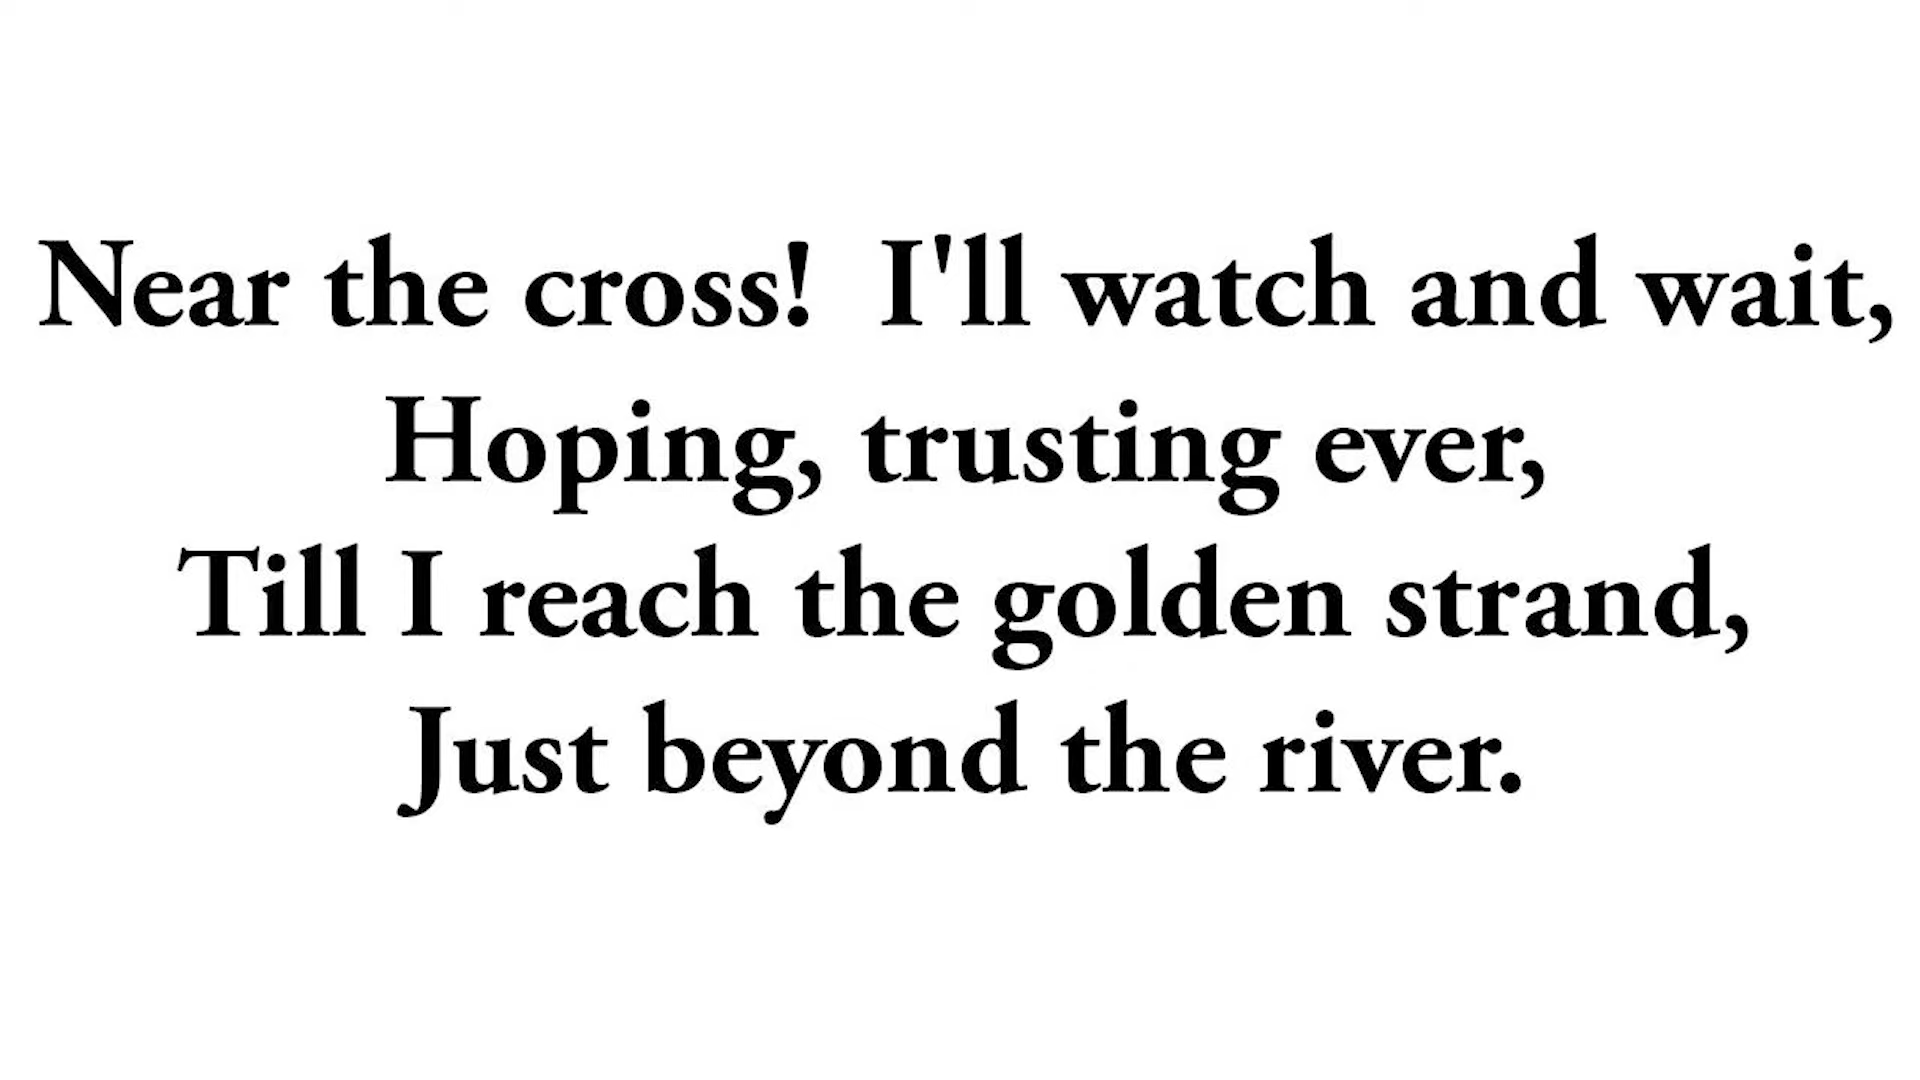 Near the cross!  I'll watch and wait,
Hoping, trusting ever,
Till I reach the golden strand,
Just beyond the river.